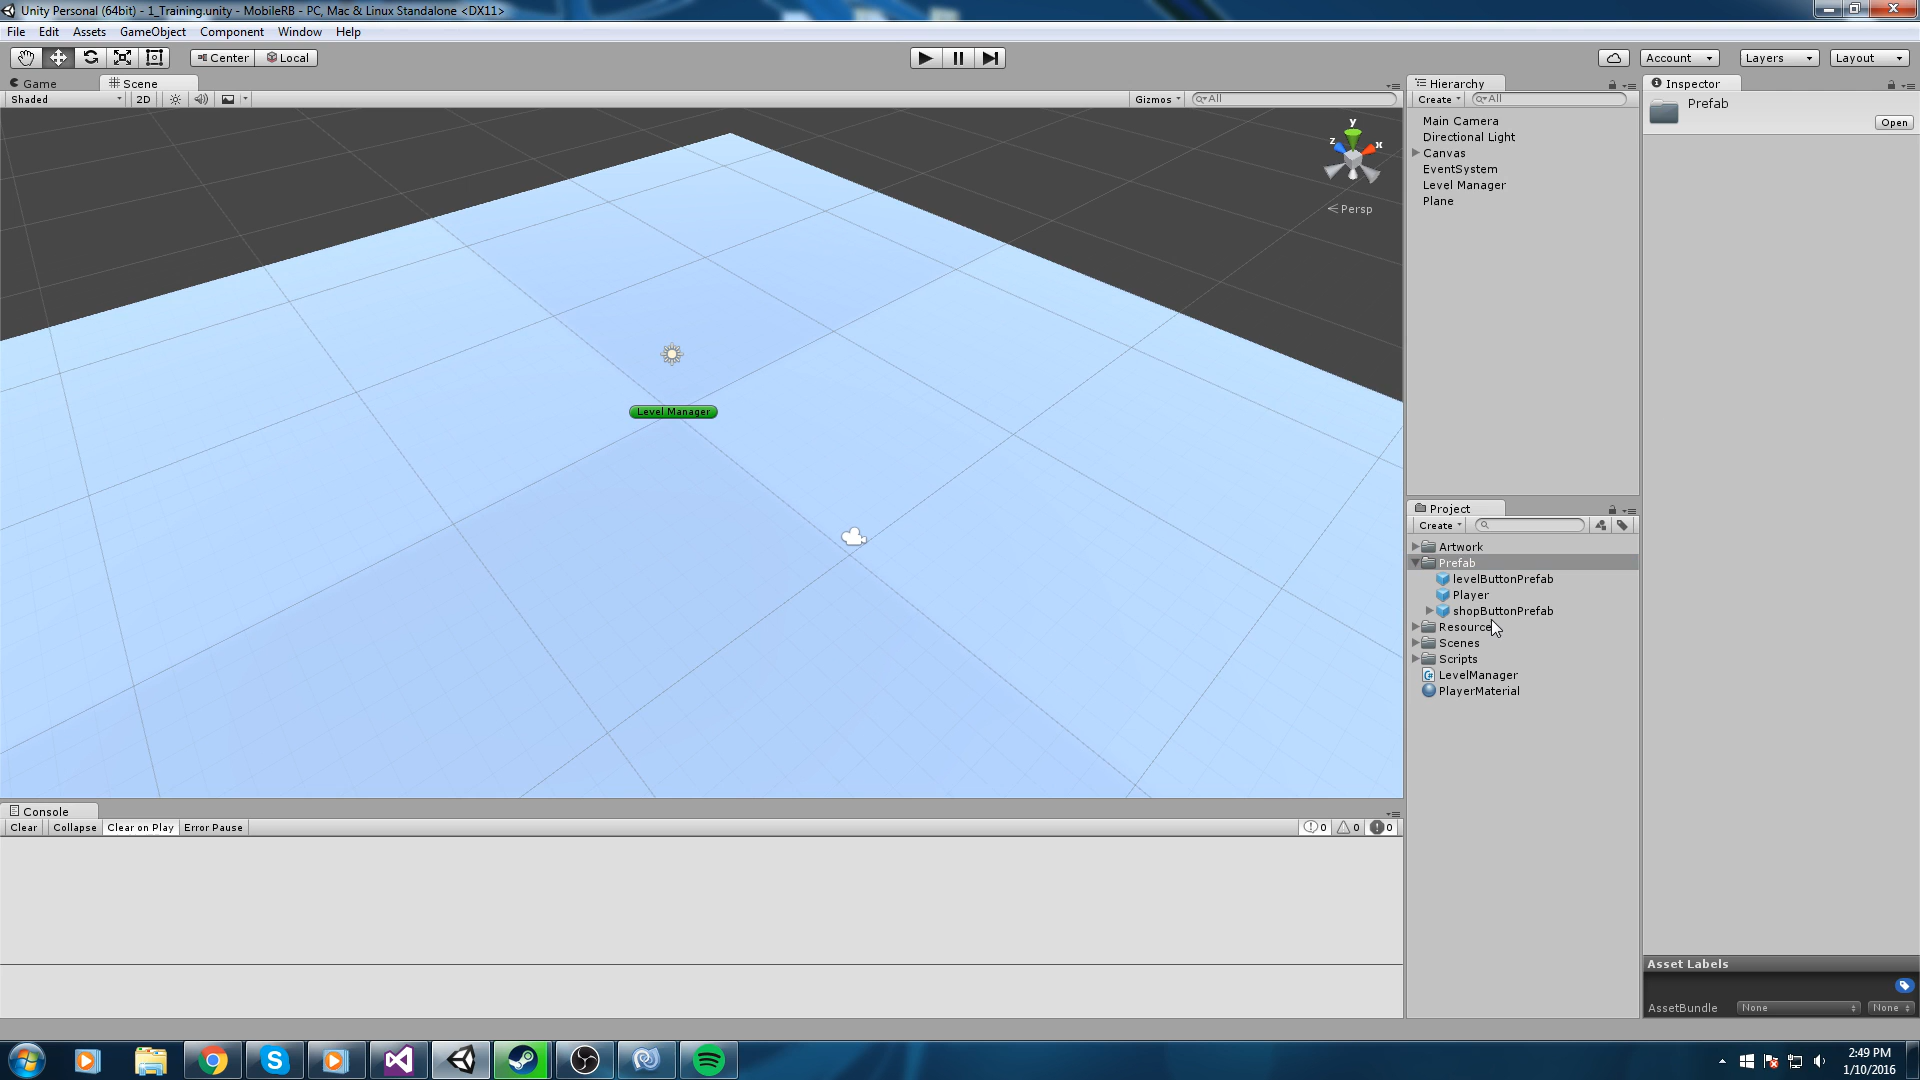 Unity Personal (64bit) - 1_Training.unity - MobileRB - PC, Mac & Linux Standalone <DX11>
File Edit Assets GameObject Component Window Help
Center Local Account Layers Layout
Game Scene
Shaded 2D Gizmos All
y
z x
Persp
Level Manager
Hierarchy
Create All
Main Camera
Directional Light
Canvas
EventSystem
Level Manager
Plane
Inspector
Prefab
Open
Project
Create
Artwork
Prefab
levelButtonPrefab
Player
shopButtonPrefab
Resource
Scenes
Scripts
LevelManager
PlayerMaterial
Console
Clear Collapse Clear on Play Error Pause 0 0 0
Asset Labels
AssetBundle None None
2:49 PM
1/10/2016